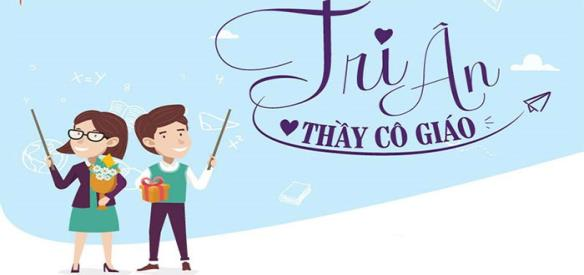 Tri Ân
THẦY CÔ GIÁO
x=y